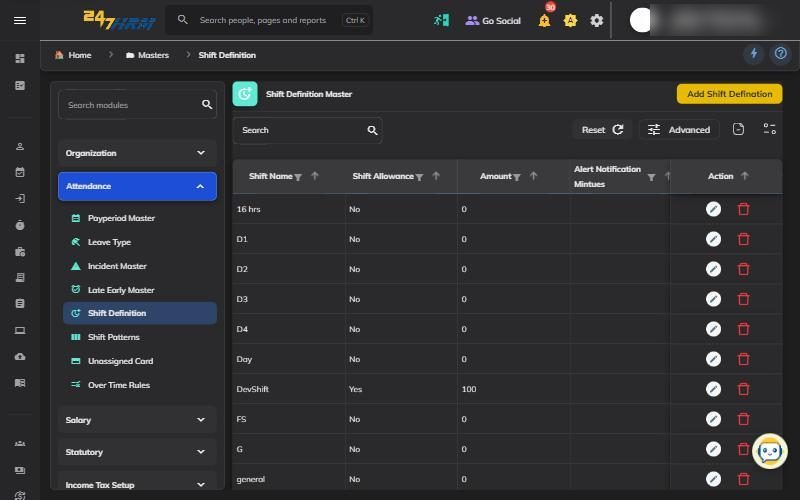 247HRM
Search people, pages and reports
Ctrl K
Go Social
30
A
Home
Masters
Shift Definition
Search modules
Organization
Attendance
Payperiod Master
Leave Type
Incident Master
Late Early Master
Shift Definition
Shift Patterns
Unassigned Card
Over Time Rules
Salary
Statutory
Income Tax Setup
Shift Definition Master
Add Shift Defination
Search
Reset
Advanced
Shift Name Shift Allowance Amount Alert Notification Mintues Action
16 hrs No 0
D1 No 0
D2 No 0
D3 No 0
D4 No 0
Day No 0
DevShift Yes 100
FS No 0
G No 0
general No 0